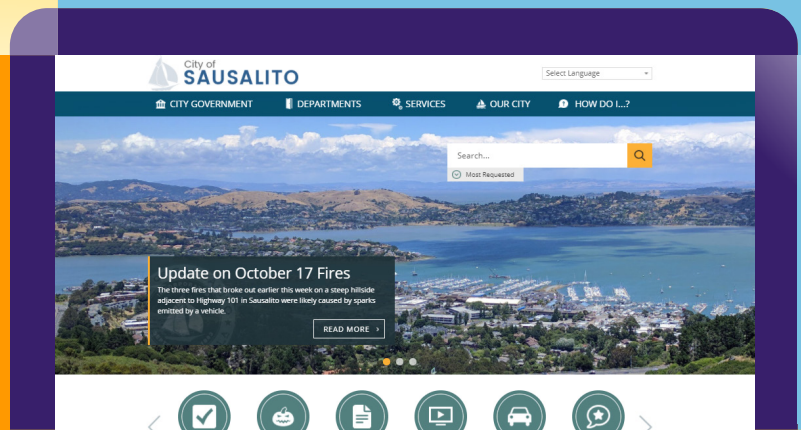 City of
SAUSALITO
Select Language
CITY GOVERNMENT
DEPARTMENTS
SERVICES
OUR CITY
HOW DO I...?
Search...
Most Requested
Update on October 17 Fires
The three fires that broke out earlier this week on a steep hillside
adjacent to Highway 101 in Sausalito were likely caused by sparks
emitted by a vehicle.
READ MORE